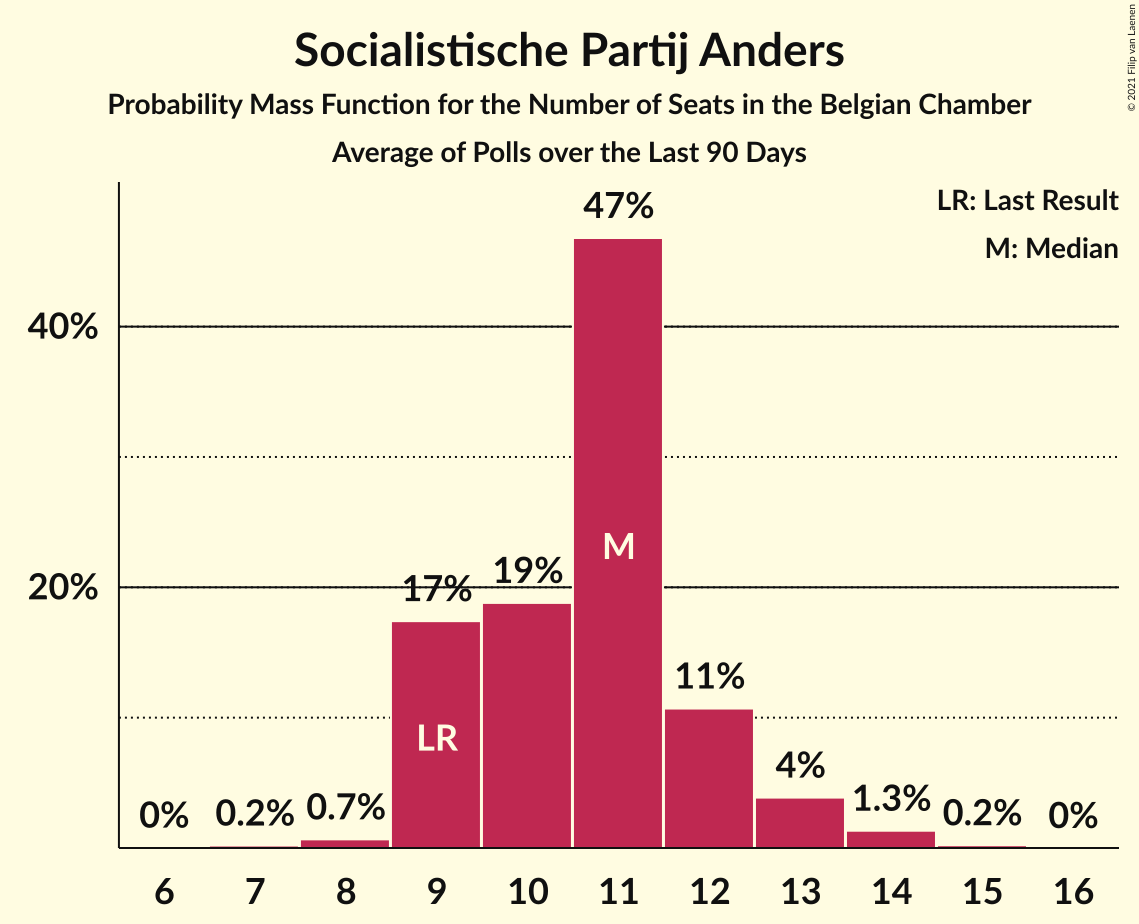 Socialistische Partij Anders
Probability Mass Function for the Number of Seats in the Belgian Chamber
Average of Polls over the Last 90 Days
© 2021 Filip van Laenen
LR: Last Result
M: Median
40%
20%
0%
0.2%
0.7%
17%
19%
47%
11%
4%
1.3%
0.2%
0%
LR
M
6 7 8 9 10 11 12 13 14 15 16